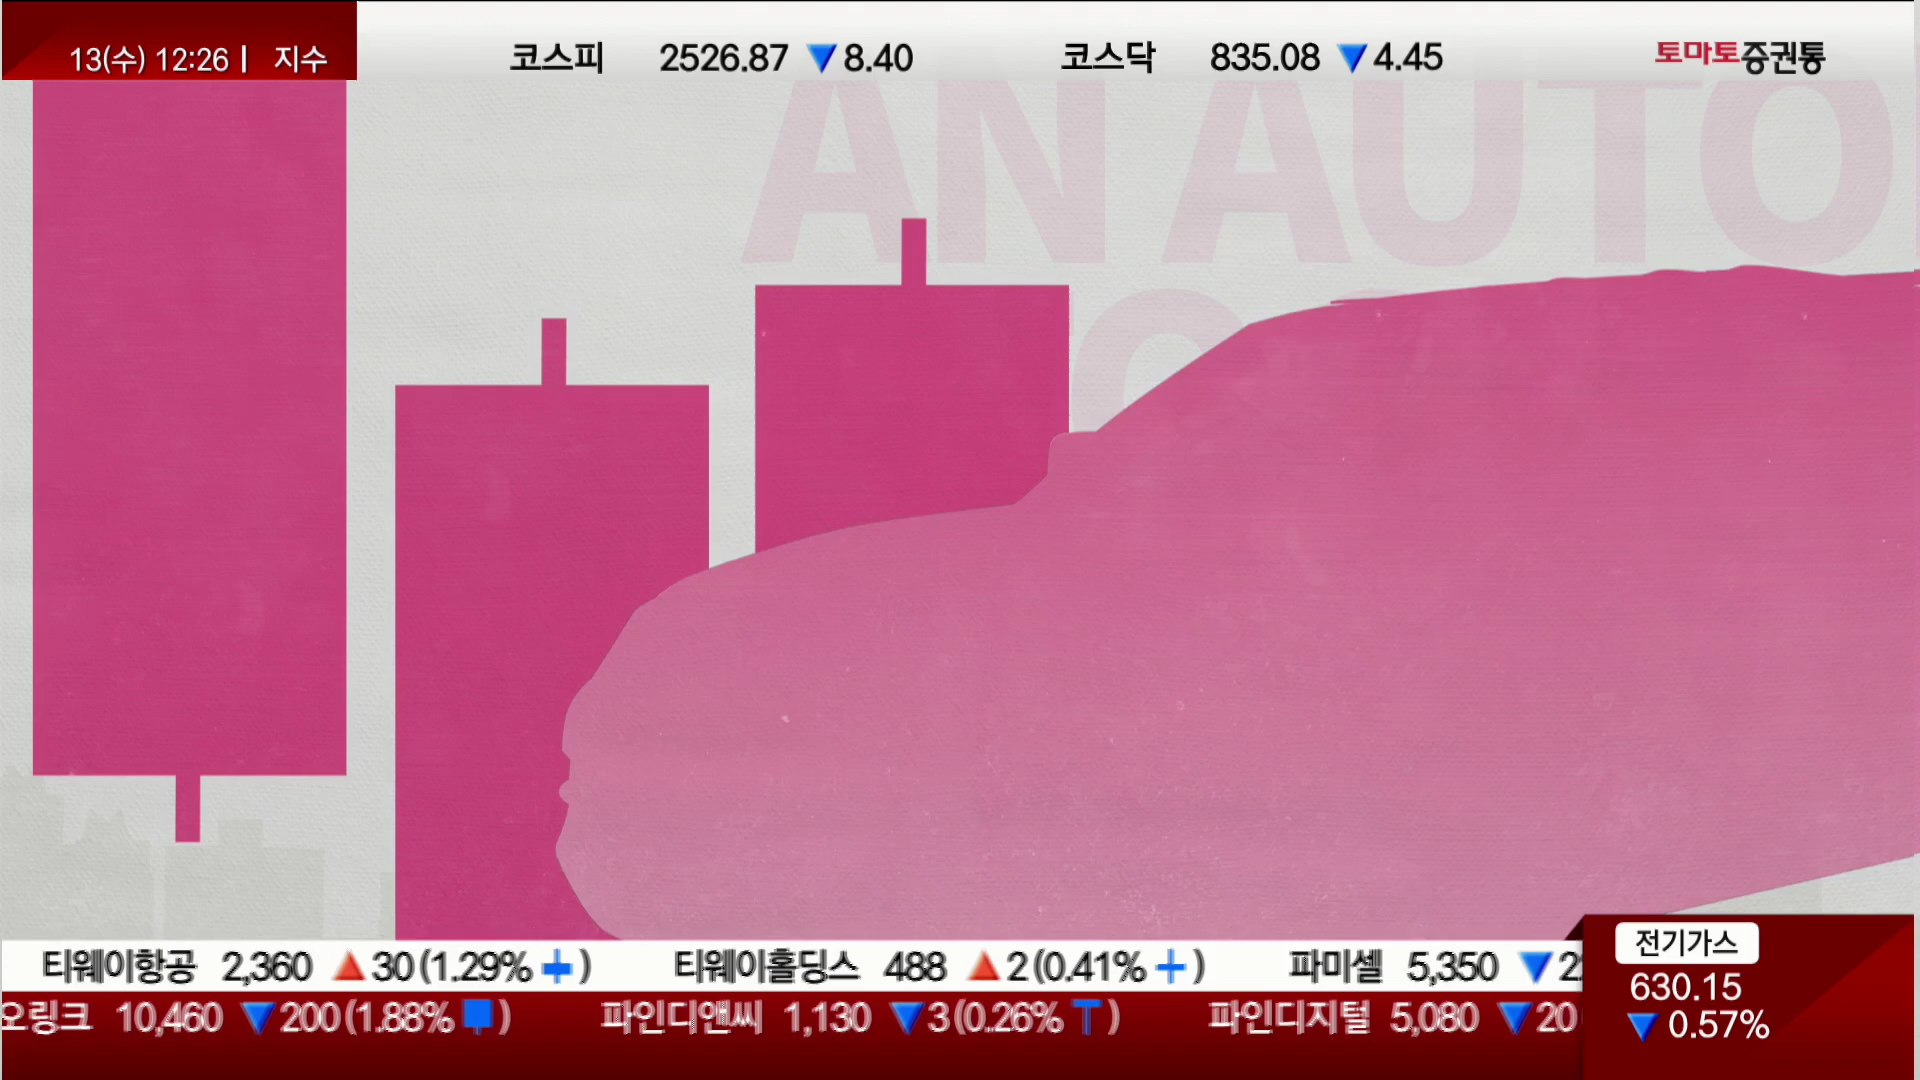 13(수) 12:26 | 지수 코스피 2526.87 ▼ 8.40 코스닥 835.08 ▼ 4.45 토마토증권통
AN AUTO
티웨이항공 2,360 ▲ 30 (1.29% ) 티웨이홀딩스 488 ▲ 2 (0.41% ) 파미셀 5,350 ▼
오링크 10,460 ▼ 200 (1.88% ) 파인디앤씨 1,130 ▼ 3 (0.26% ) 파인디지털 5,080 ▼ 20
전기가스
630.15
▼ 0.57%